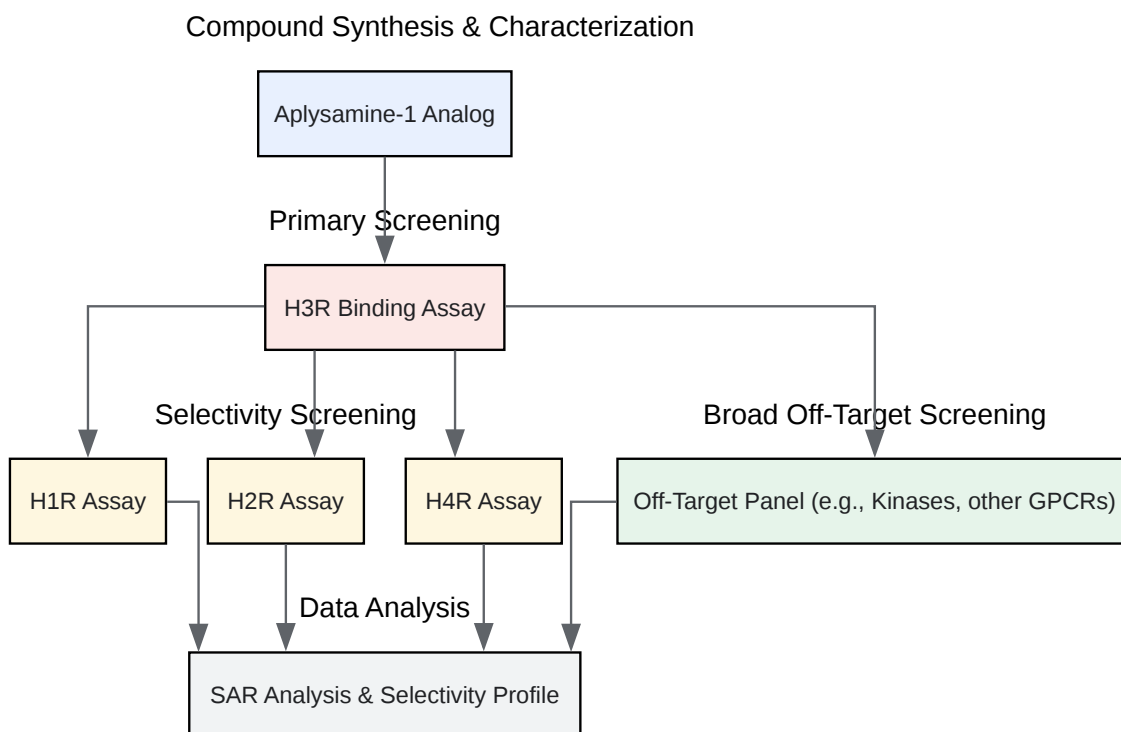 Compound Synthesis & Characterization
Aplysamine-1 Analog
Primary Screening
H3R Binding Assay
Selectivity Screening
Broad Off-Target Screening
H1R Assay
H2R Assay
H4R Assay
Off-Target Panel (e.g., Kinases, other GPCRs)
Data Analysis
SAR Analysis & Selectivity Profile